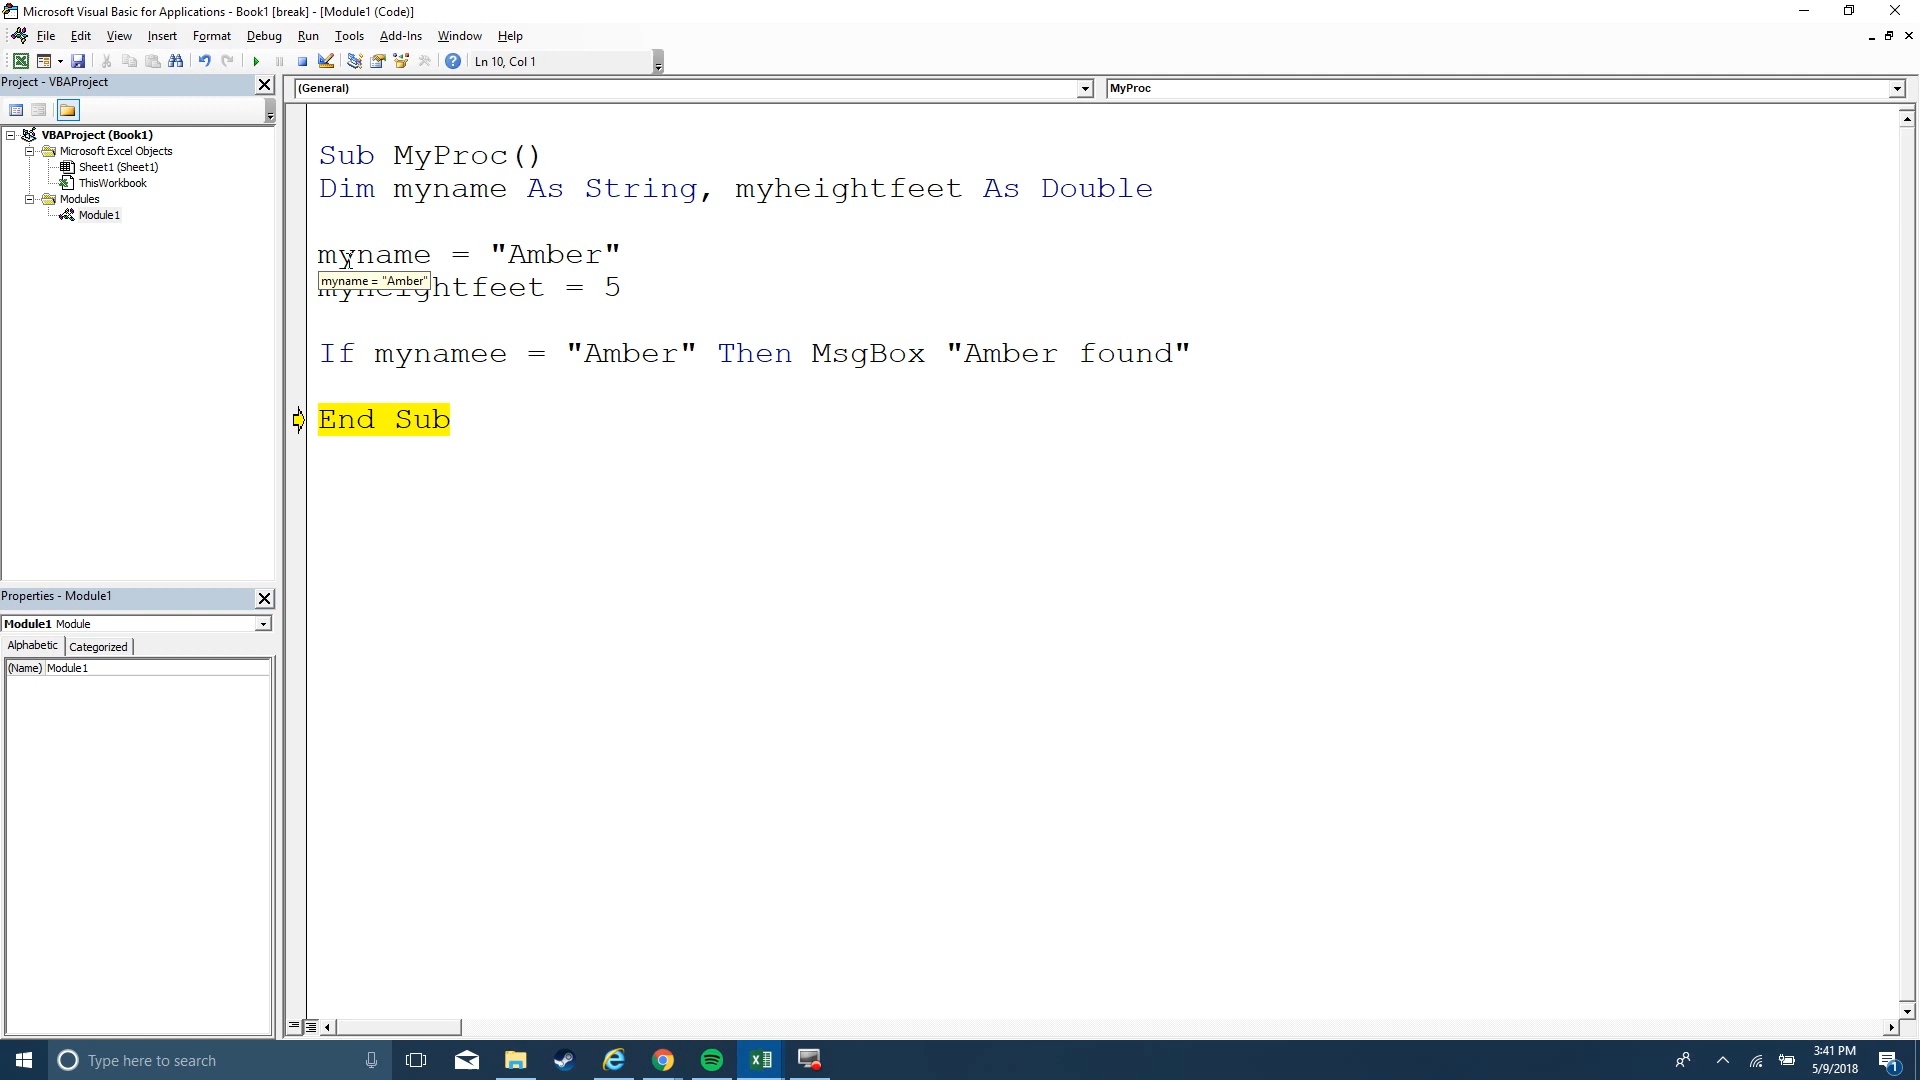 Microsoft Visual Basic for Applications - Book1 [break] - [Module1 (Code)]
File Edit View Insert Format Debug Run Tools Add-Ins Window Help
Ln 10, Col 1
Project - VBAProject
(General)
MyProc
VBAProject (Book1)
Microsoft Excel Objects
Sheet1 (Sheet1)
ThisWorkbook
Modules
Module1
Sub MyProc()
Dim myname As String, myheightfeet As Double
myname = "Amber"
myname = "Amber"
myheightfeet = 5
If mynamee = "Amber" Then MsgBox "Amber found"
End Sub
Properties - Module1
Module1 Module
Alphabetic Categorized
(Name) Module1
Type here to search
3:41 PM
5/9/2018
1